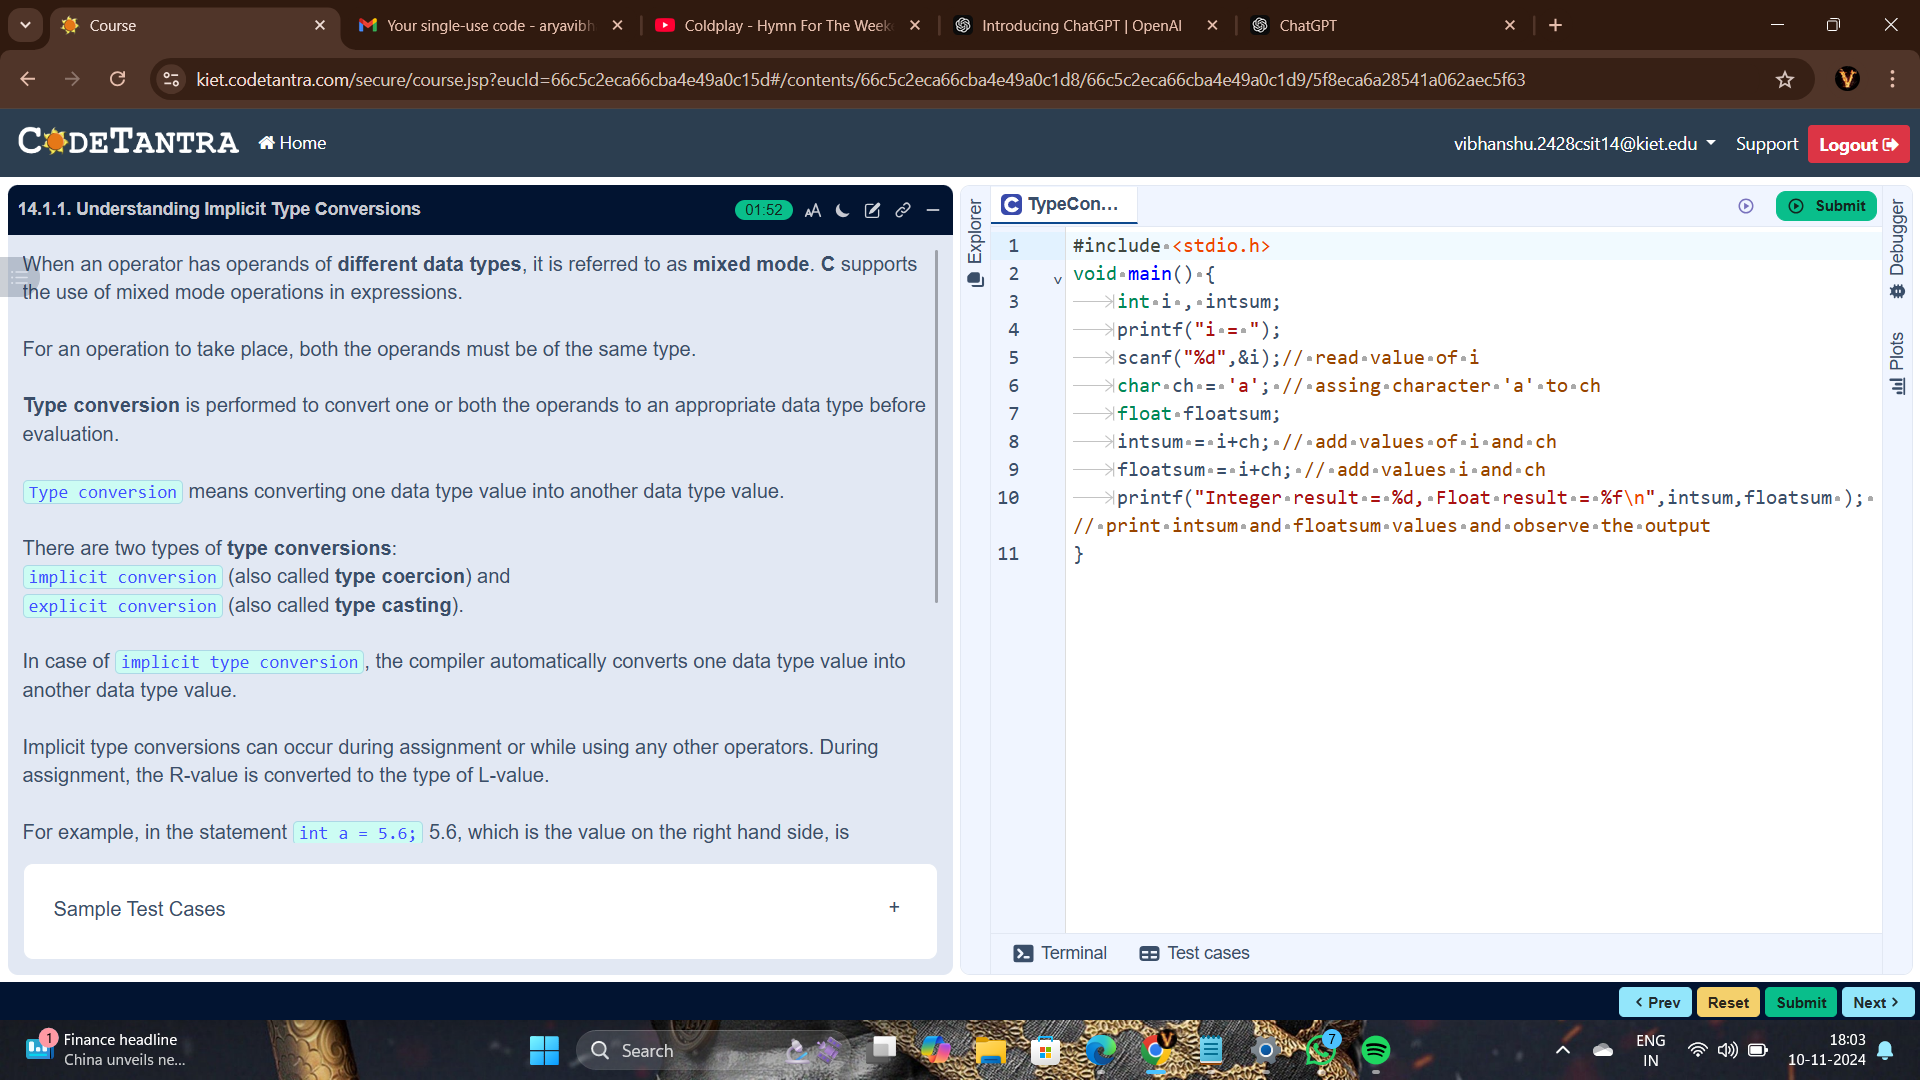 Course
Your single-use code - aryavibh
Coldplay - Hymn For The Weeke
Introducing ChatGPT | OpenAI
ChatGPT
kiet.codetantra.com/secure/course.jsp?eucId=66c5c2eca66cba4e49a0c15d#/contents/66c5c2eca66cba4e49a0c1d8/66c5c2eca66cba4e49a0c1d9/5f8eca6a28541a062aec5f63
CODETANTRA
Home
vibhanshu.2428csit14@kiet.edu
Support
Logout
14.1.1. Understanding Implicit Type Conversions
01:52
When an operator has operands of different data types, it is referred to as mixed mode. C supports
the use of mixed mode operations in expressions.
For an operation to take place, both the operands must be of the same type.
Type conversion is performed to convert one or both the operands to an appropriate data type before
evaluation.
Type conversion means converting one data type value into another data type value.
There are two types of type conversions:
implicit conversion (also called type coercion) and
explicit conversion (also called type casting).
In case of implicit type conversion, the compiler automatically converts one data type value into
another data type value.
Implicit type conversions can occur during assignment or while using any other operators. During
assignment, the R-value is converted to the type of L-value.
For example, in the statement int a = 5.6; 5.6, which is the value on the right hand side, is
Sample Test Cases
+
Explorer
TypeCon...
Submit
Debugger
Plots
1 #include <stdio.h>
2 void main() {
3 int i , intsum;
4 printf("i = ");
5 scanf("%d",&i);// read value of i
6 char ch = 'a'; // assing character 'a' to ch
7 float floatsum;
8 intsum = i+ch; // add values of i and ch
9 floatsum = i+ch; // add values i and ch
10 printf("Integer result = %d, Float result = %f\n",intsum,floatsum );
// print intsum and floatsum values and observe the output
11 }
Terminal
Test cases
Prev
Reset
Submit
Next
1
Finance headline
China unveils ne...
Search
7
ENG
IN
18:03
10-11-2024